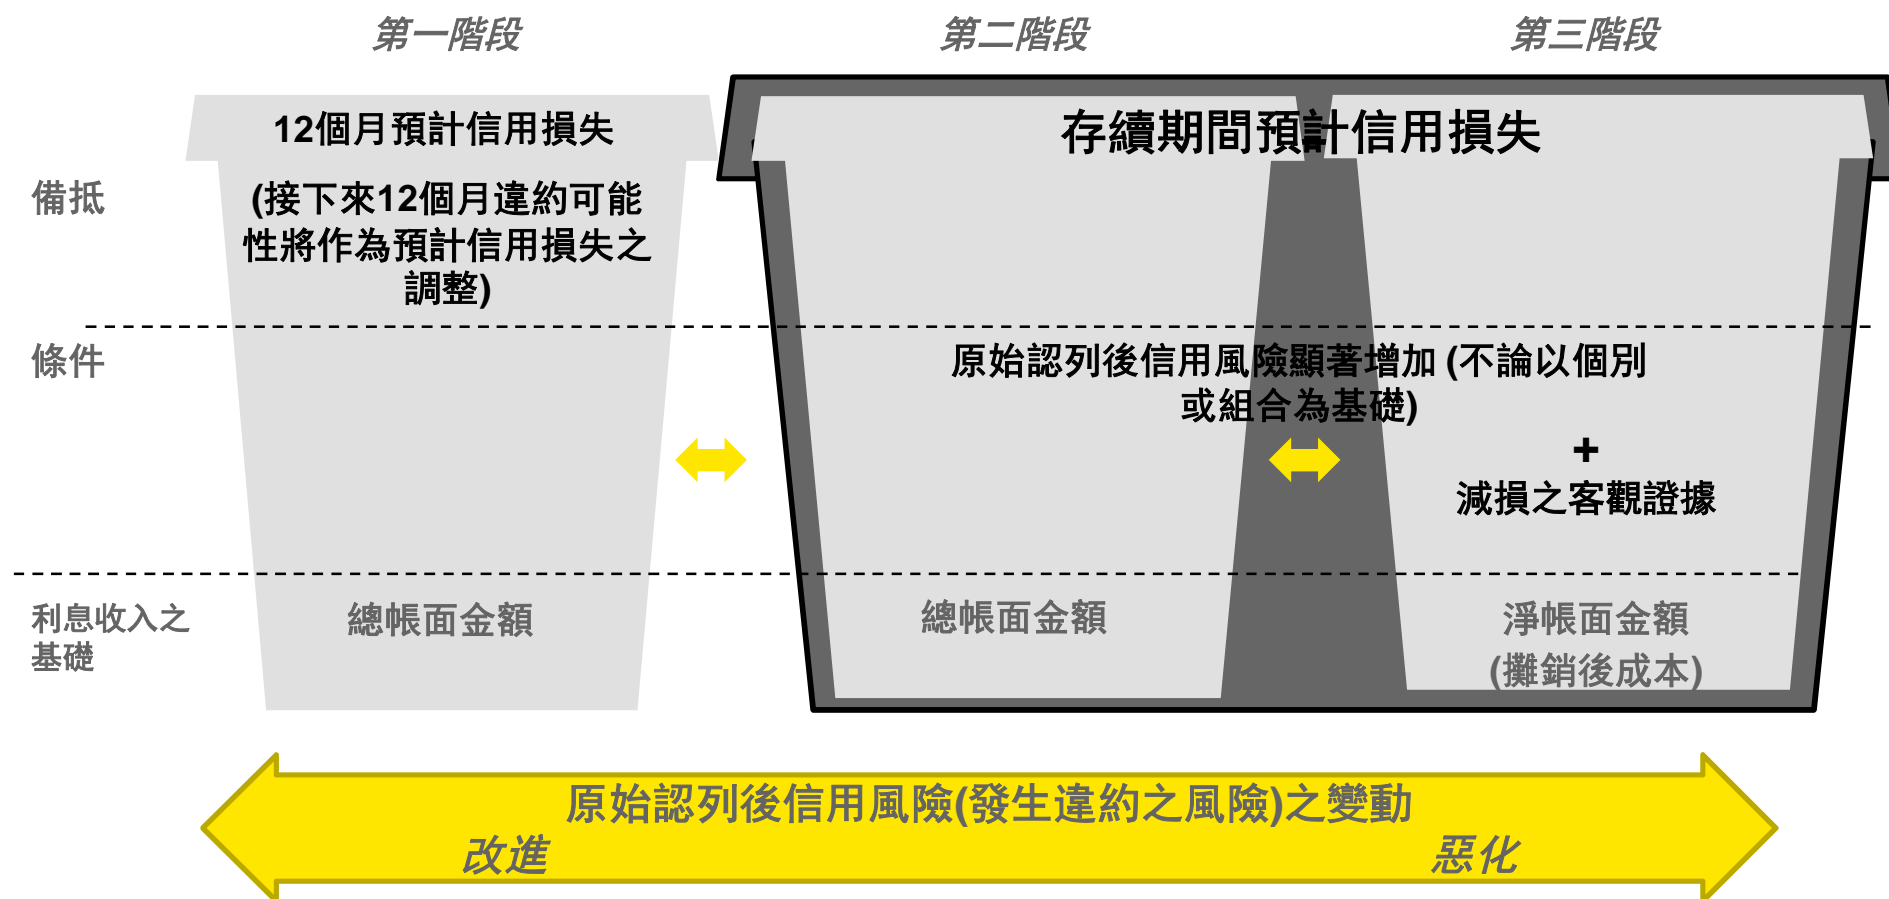 第一階段
第二階段
第三階段
12個月預計信用損失
存續期間預計信用損失
備抵
(接下來12個月違約可能
性將作為預計信用損失之
調整)
條件
原始認列後信用風險顯著增加 (不論以個別
或組合為基礎)
+
減損之客觀證據
利息收入之
基礎
總帳面金額
總帳面金額
淨帳面金額
(攤銷後成本)
原始認列後信用風險(發生違約之風險)之變動
改進
惡化